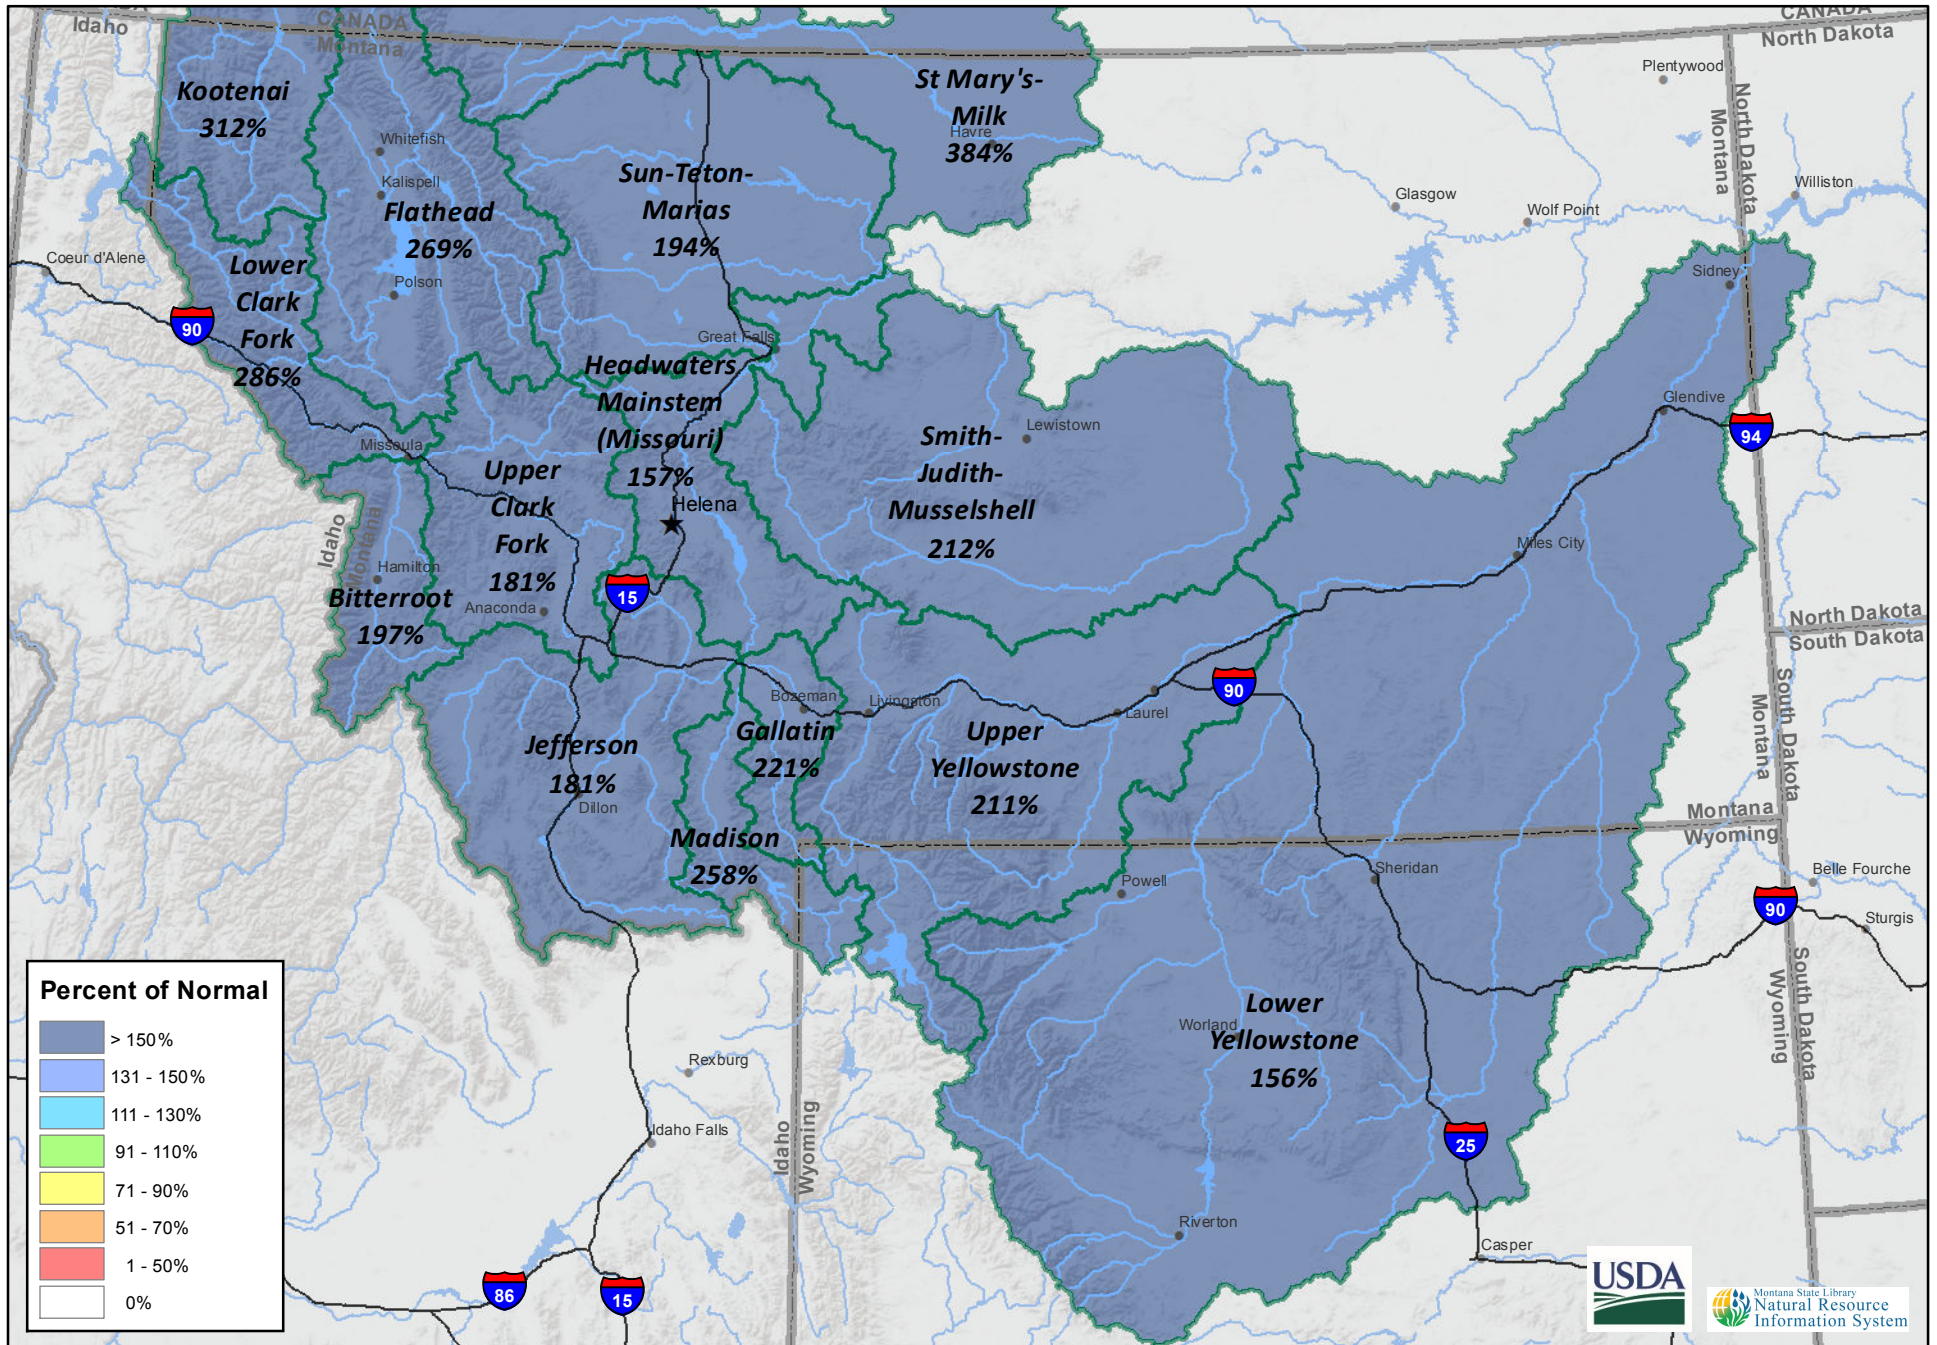 CANADA
Montana
Idaho
CANADA
North Dakota
Kootenai
312%
Whitefish
Kalispell
Flathead
269%
Polson
St Mary's-
Milk
Havre
384%
Sun-Teton-
Marias
194%
Plentywood
North Dakota
Montana
Williston
Glasgow
Wolf Point
Sidney
Coeur d'Alene
90
Lower
Clark
Fork
286%
Great Falls
Headwaters
Mainstem
(Missouri)
157%
Helena
Missoula
Upper
Clark
Fork
181%
Anaconda
Smith-
Judith-
Musselshell
212%
Lewistown
Glendive
94
Miles City
Idaho
Montana
Hamilton
Bitterroot
197%
15
North Dakota
South Dakota
South Dakota
Montana
Jefferson
181%
Dillon
Bozeman
Gallatin
221%
Madison
258%
Livingston
Upper
Yellowstone
211%
Laurel
90
Montana
Wyoming
Powell
Sheridan
Belle Fourche
90
Sturgis
South Dakota
Wyoming
Lower
Worland
Yellowstone
156%
Riverton
25
Casper
Rexburg
Idaho Falls
Idaho
Wyoming
86
15
Percent of Normal
> 150%
131 - 150%
111 - 130%
91 - 110%
71 - 90%
51 - 70%
1 - 50%
0%
USDA
Montana State Library
Natural Resource
Information System